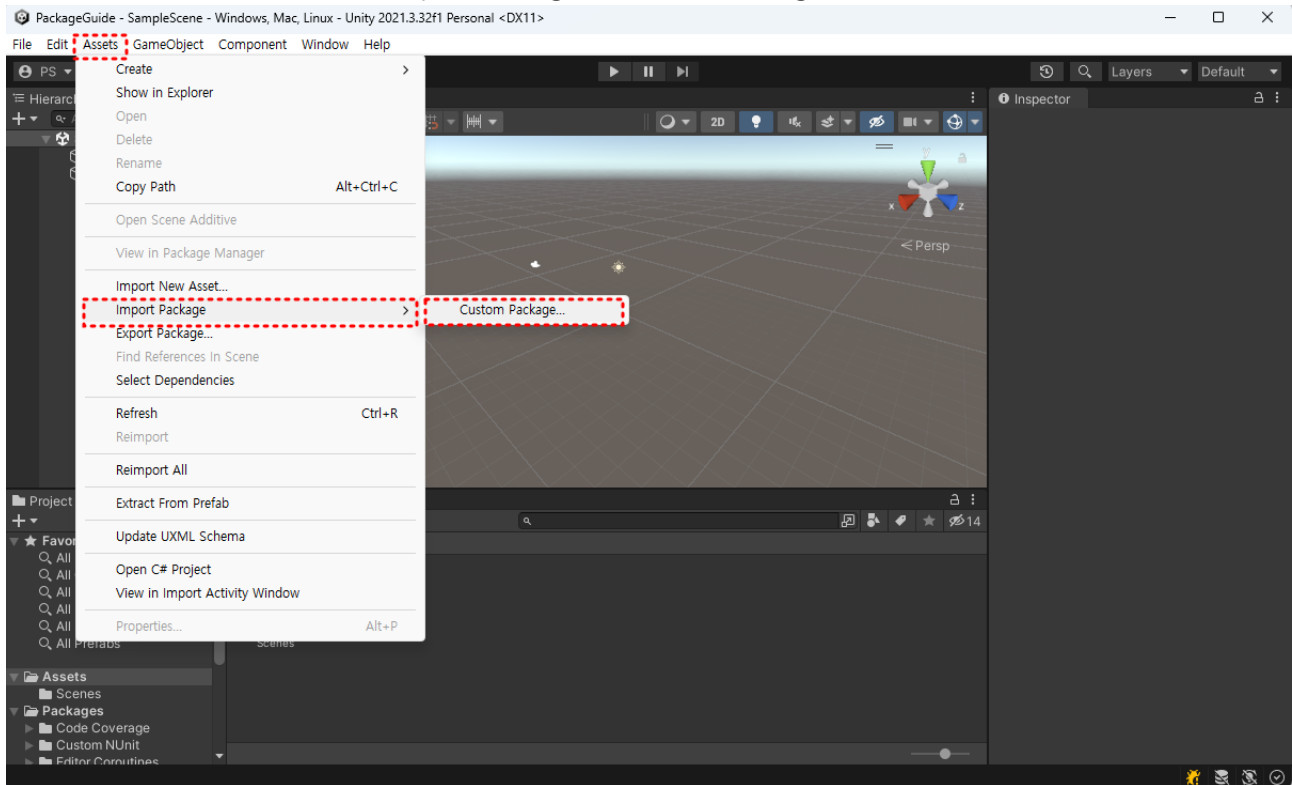 PackageGuide - SampleScene - Windows, Mac, Linux - Unity 2021.3.32f1 Personal <DX11>
File Edit Assets GameObject Component Window Help
PS
Layers
Default
Hierarc
Inspector
Create
Show in Explorer
Open
Delete
Rename
Copy Path Alt+Ctrl+C
Open Scene Additive
View in Package Manager
Import New Asset...
Import Package
Custom Package...
Export Package...
Find References In Scene
Select Dependencies
Refresh Ctrl+R
Reimport
Reimport All
Extract From Prefab
Update UXML Schema
Open C# Project
View in Import Activity Window
Properties... Alt+P
2D
y
x
z
Persp
Project
14
Favor
All
All
All
All
All
All Prefabs
Scenes
Assets
Scenes
Packages
Code Coverage
Custom NUnit
Editor Coroutines